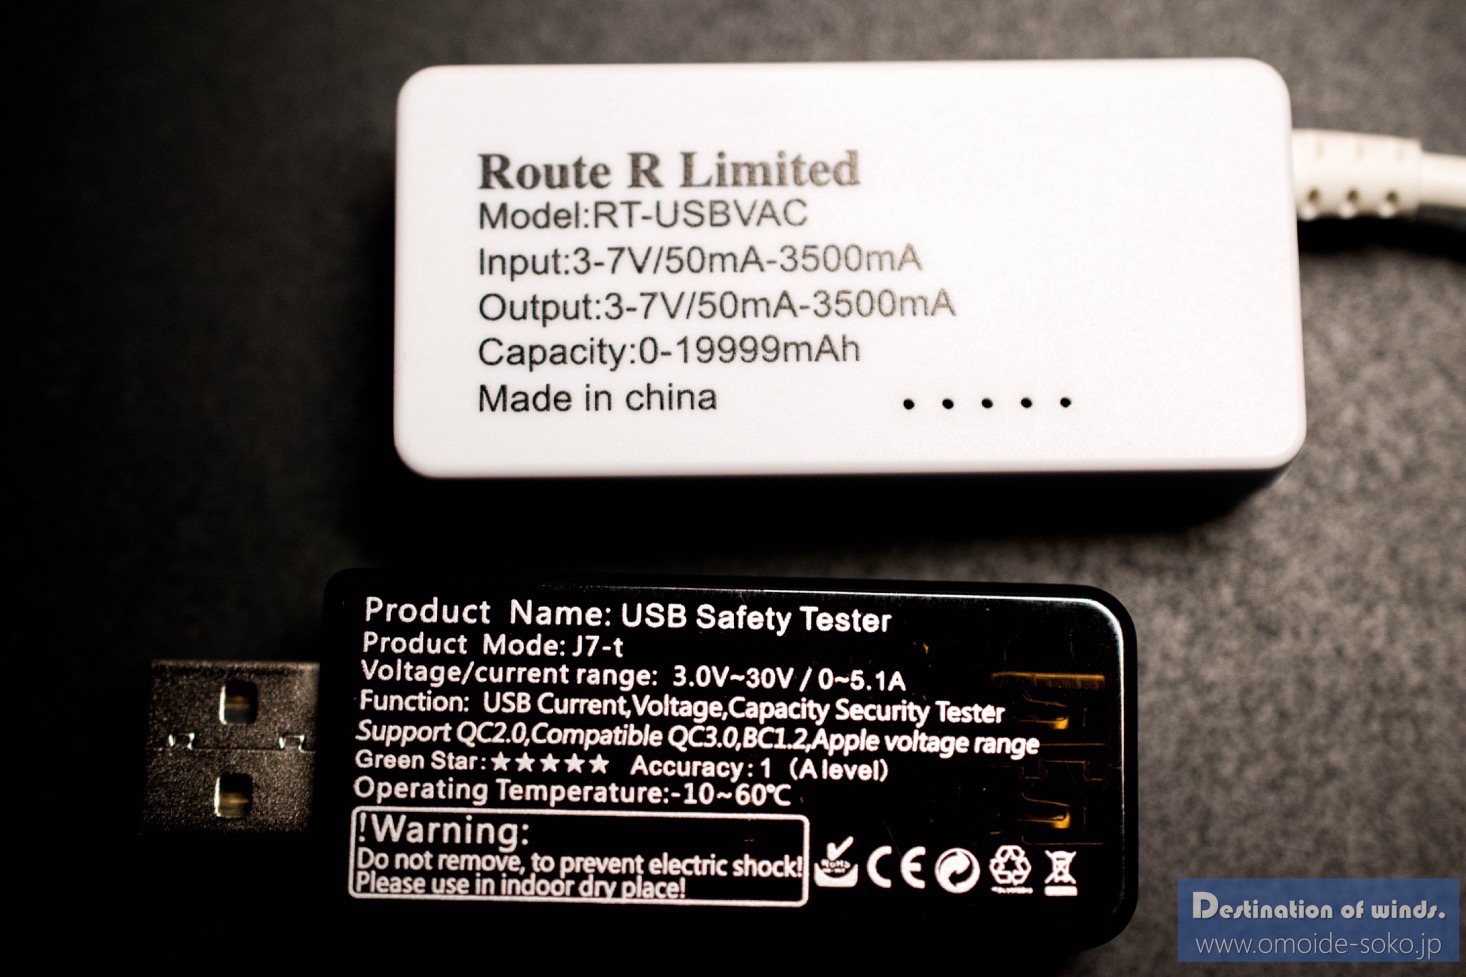 Route R Limited
Model:RT-USBVAC
Input:3-7V/50mA-3500mA
Output:3-7V/50mA-3500mA
Capacity:0-19999mAh
Made in china
Product Name: USB Safety Tester
Product Mode: J7-t
Voltage/current range: 3.0V~30V / 0~5.1A
Function: USB Current,Voltage,Capacity Security Tester
Support QC2.0,Compatible QC3.0,BC1.2,Apple voltage range
Green Star:★★★★★ Accuracy:1 (A level)
Operating Temperature:-10~60℃
!Warning:
Do not remove, to prevent electric shock!
Please use in indoor dry place!
RoHS CE
Destination of winds.
www.omoide-soko.jp